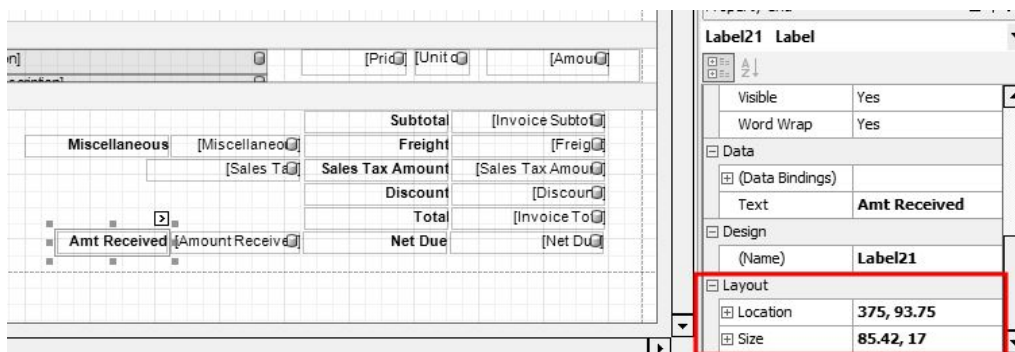 Label21 Label
n] [Pric [Unit [Amou
Visible Yes
Word Wrap Yes
Data
(Data Bindings)
Text Amt Received
Design
(Name) Label21
Layout
Location 375, 93.75
Size 85.42, 17
Subtotal [Invoice Subtot
Miscellaneous [Miscellaneo Freight [Freig
[Sales Ta Sales Tax Amount [Sales Tax Amou
Discount [Discoun
Total [Invoice To
Amt Received [Amount Receive Net Due [Net Du